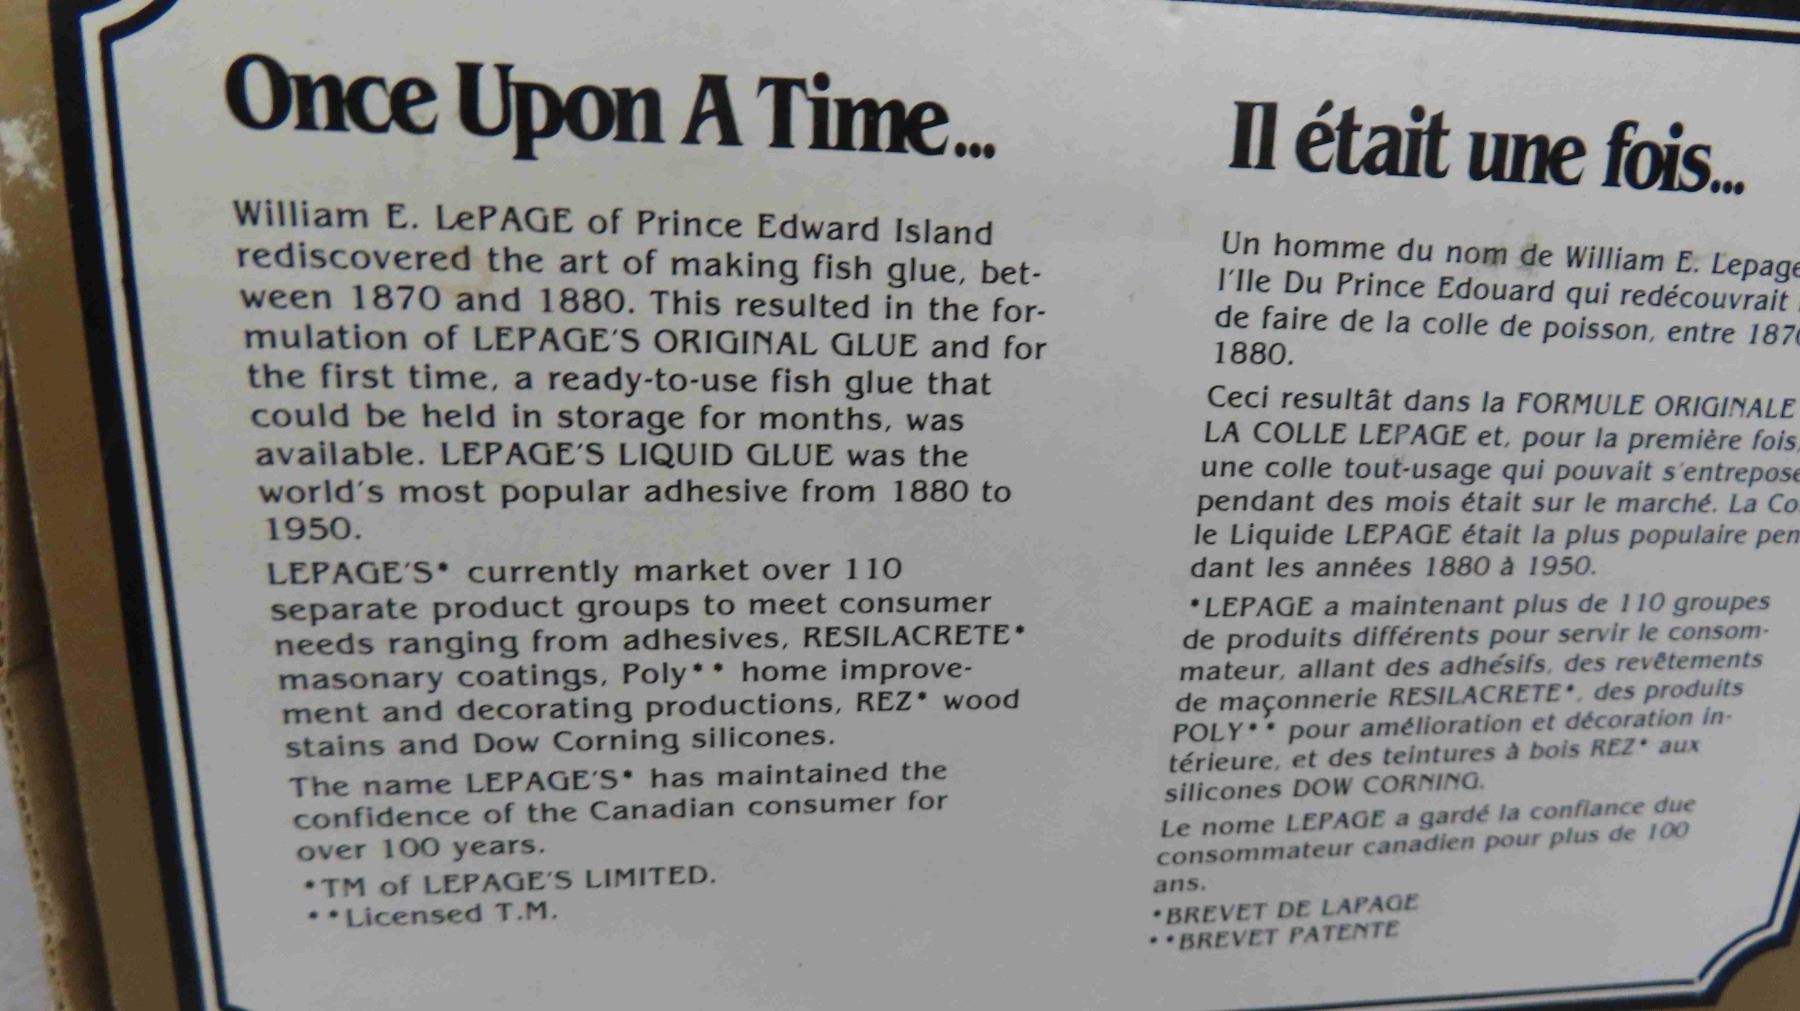 Once Upon A Time...
William E. LePAGE of Prince Edward Island
rediscovered the art of making fish glue, bet-
ween 1870 and 1880. This resulted in the for-
mulation of LEPAGE'S ORIGINAL GLUE and for
the first time, a ready-to-use fish glue that
could be held in storage for months, was
available. LEPAGE'S LIQUID GLUE was the
world's most popular adhesive from 1880 to
1950.
LEPAGE'S* currently market over 110
separate product groups to meet consumer
needs ranging from adhesives, RESILACRETE*
masonary coatings, Poly** home improve-
ment and decorating productions, REZ* wood
stains and Dow Corning silicones.
The name LEPAGE'S* has maintained the
confidence of the Canadian consumer for
over 100 years.
*TM of LEPAGE'S LIMITED.
**Licensed T.M.
Il était une fois...
Un homme du nom de William E. Lepage
l'Ile Du Prince Edouard qui redécouvrait
de faire de la colle de poisson, entre 1870
1880.
Ceci resultât dans la FORMULE ORIGINALE
LA COLLE LEPAGE et, pour la première fois,
une colle tout-usage qui pouvait s'entrepose
pendant des mois était sur le marché. La Co
le Liquide LEPAGE était la plus populaire pen
dant les années 1880 à 1950.
*LEPAGE a maintenant plus de 110 groupes
de produits différents pour servir le consom-
mateur, allant des adhésifs, des revêtements
de maçonnerie RESILACRETE*, des produits
POLY** pour amélioration et décoration in-
térieure, et des teintures à bois REZ* aux
silicones DOW CORNING.
Le nome LEPAGE a gardé la confiance due
consommateur canadien pour plus de 100
ans.
*BREVET DE LAPAGE
**BREVET PATENTE